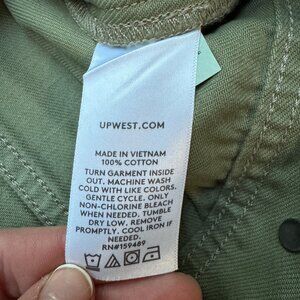 UPWEST.COM
MADE IN VIETNAM
100% COTTON
TURN GARMENT INSIDE
OUT. MACHINE WASH
COLD WITH LIKE COLORS.
GENTLE CYCLE. ONLY
NON-CHLORINE BLEACH
WHEN NEEDED. TUMBLE
DRY LOW. REMOVE
PROMPTLY. COOL IRON IF
NEEDED.
RN#159489